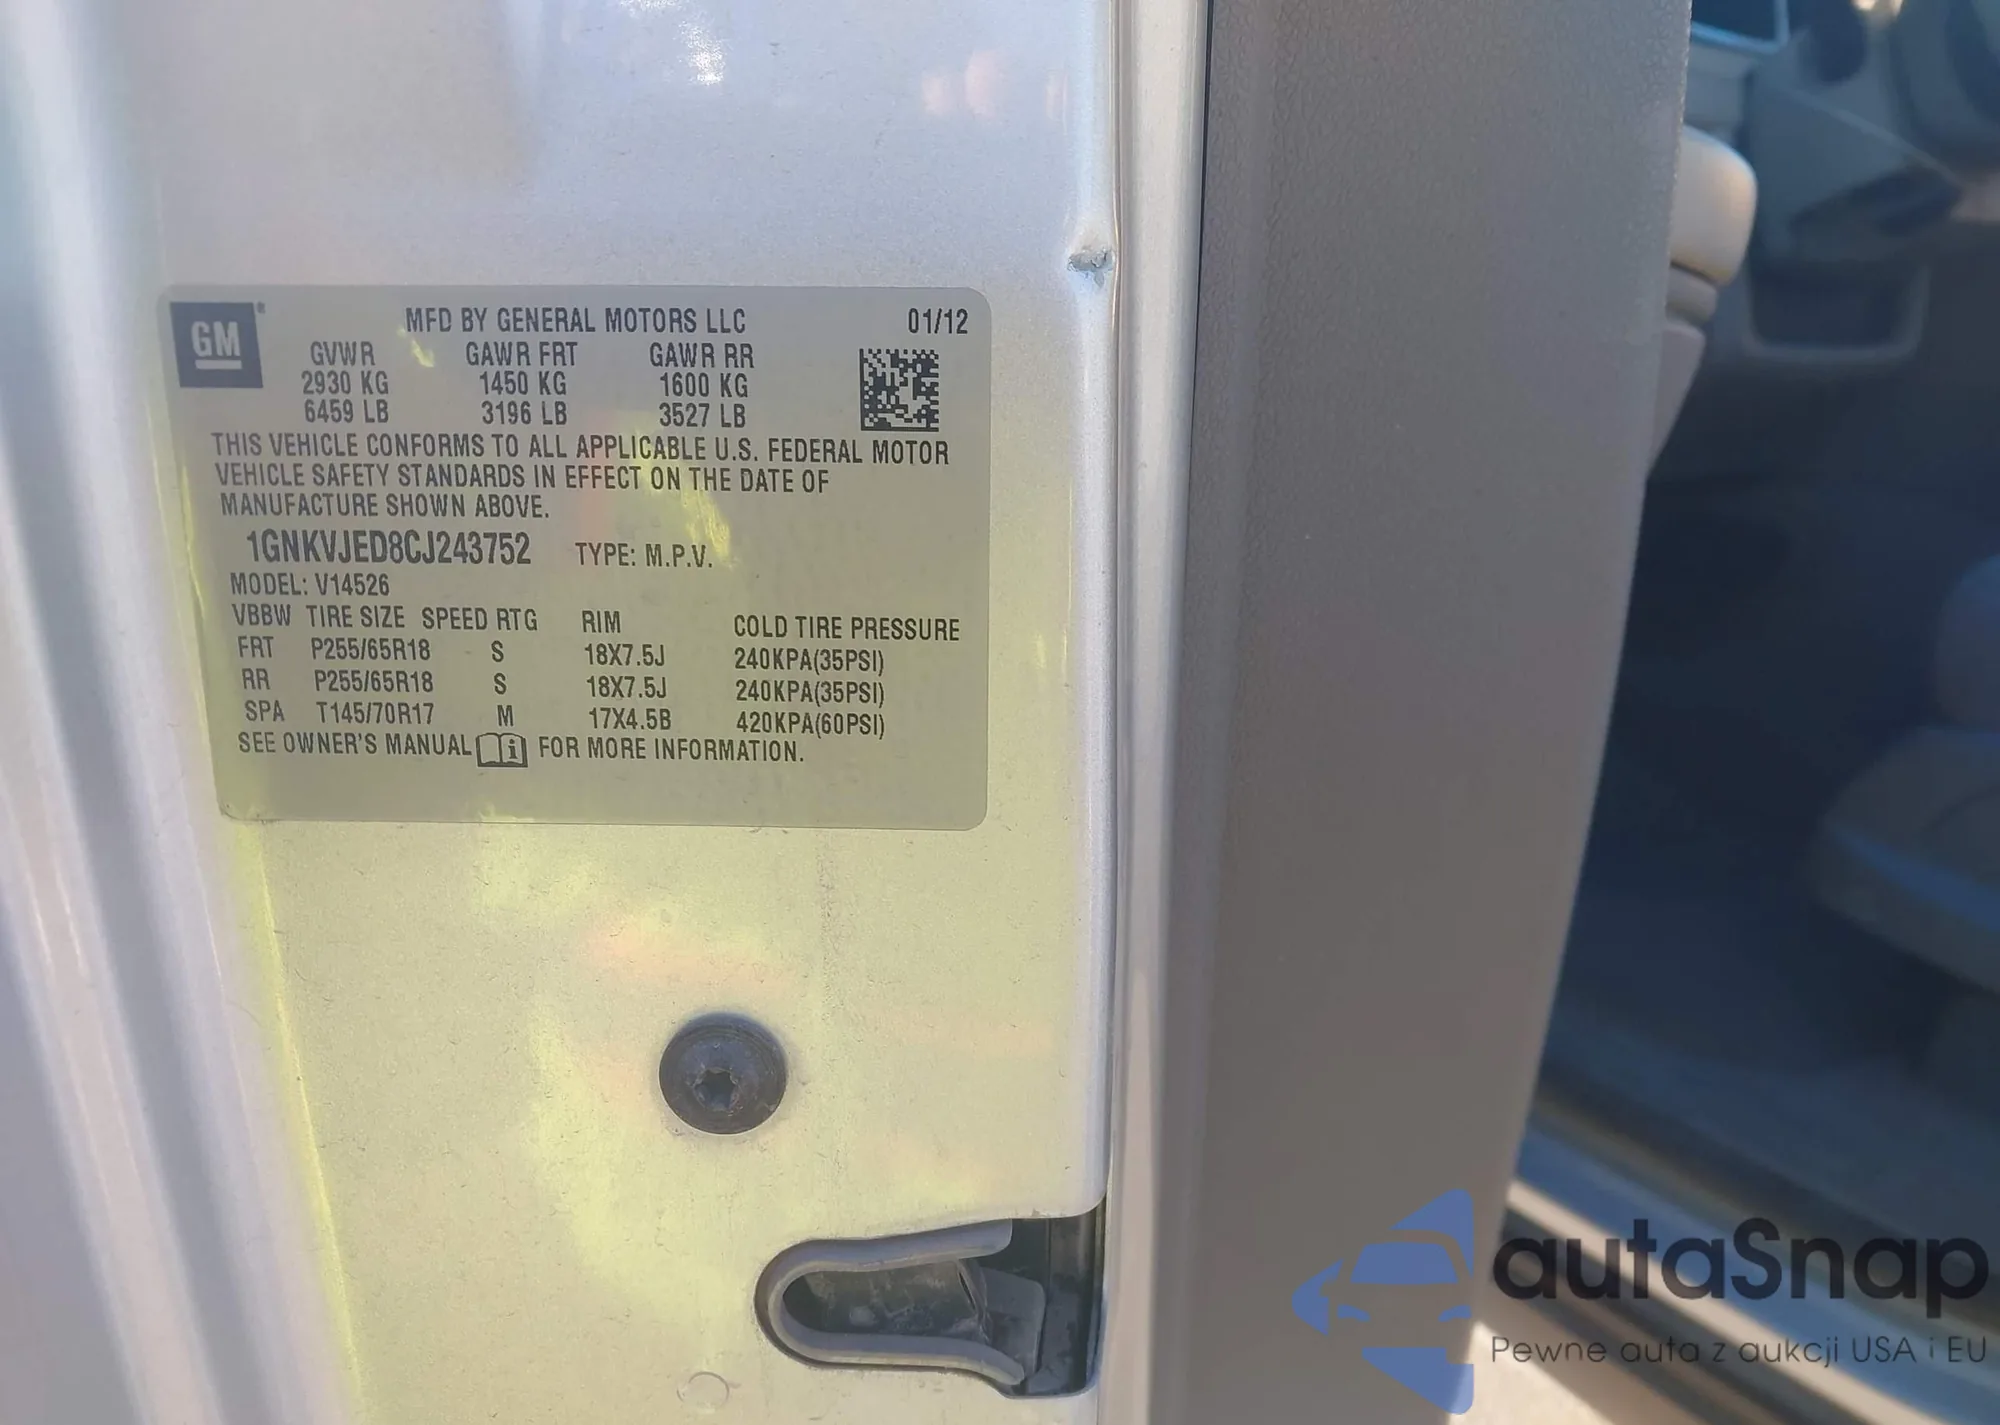 GM
MFD BY GENERAL MOTORS LLC 01/12
GVWR GAWR FRT GAWR RR
2930 KG 1450 KG 1600 KG
6459 LB 3196 LB 3527 LB
THIS VEHICLE CONFORMS TO ALL APPLICABLE U.S. FEDERAL MOTOR
VEHICLE SAFETY STANDARDS IN EFFECT ON THE DATE OF
MANUFACTURE SHOWN ABOVE.
1GNKVJED8CJ243752 TYPE: M.P.V.
MODEL: V14526
VBBW TIRE SIZE SPEED RTG RIM COLD TIRE PRESSURE
FRT P255/65R18 S 18X7.5J 240KPA(35PSI)
RR P255/65R18 S 18X7.5J 240KPA(35PSI)
SPA T145/70R17 M 17X4.5B 420KPA(60PSI)
SEE OWNER'S MANUAL FOR MORE INFORMATION.
autaSnap
Pewne auta z aukcji USA i EU